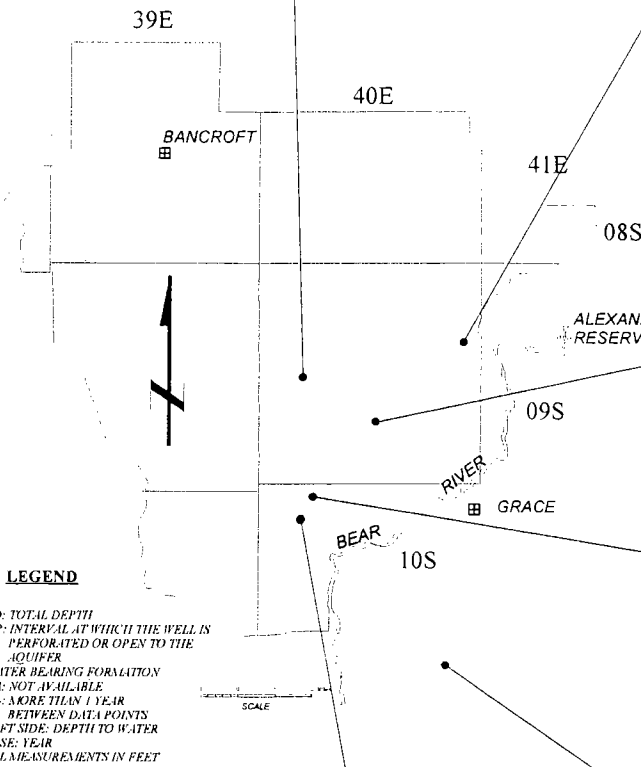 39E
40E
BANCROFT
41E
08S
ALEXAN
RESERV
09S
RIVER
GRACE
BEAR
10S
LEGEND
: TOTAL DEPTH
: INTERVAL AT WHICH THE WELL IS
PERFORATED OR OPEN TO THE
AQUIFER
ATER BEARING FORMATION
: NOT AVAILABLE
: MORE THAN 1 YEAR
BETWEEN DATA POINTS
FT SIDE: DEPTH TO WATER
SE: YEAR
L MEASUREMENTS IN FEET
SCALE